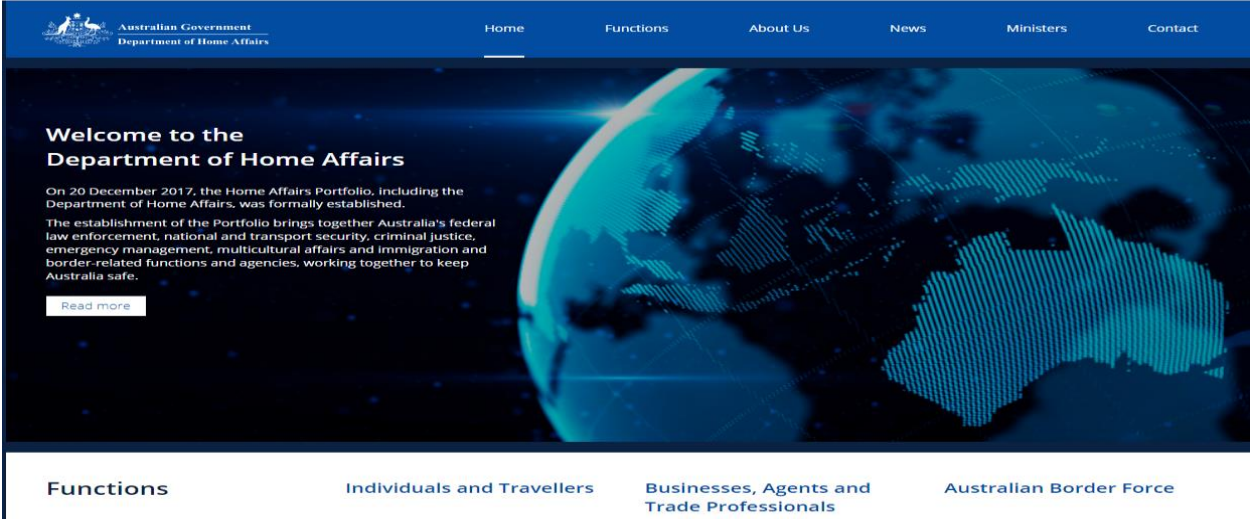 Australian Government
Department of Home Affairs
Home
Functions
About Us
News
Ministers
Contact
Welcome to the
Department of Home Affairs
On 20 December 2017, the Home Affairs Portfolio, including the
Department of Home Affairs, was formally established.
The establishment of the Portfolio brings together Australia's federal
law enforcement, national and transport security, criminal justice,
emergency management, multicultural affairs and immigration and
border-related functions and agencies, working together to keep
Australia safe.
Read more
Functions
Individuals and Travellers
Businesses, Agents and
Trade Professionals
Australian Border Force